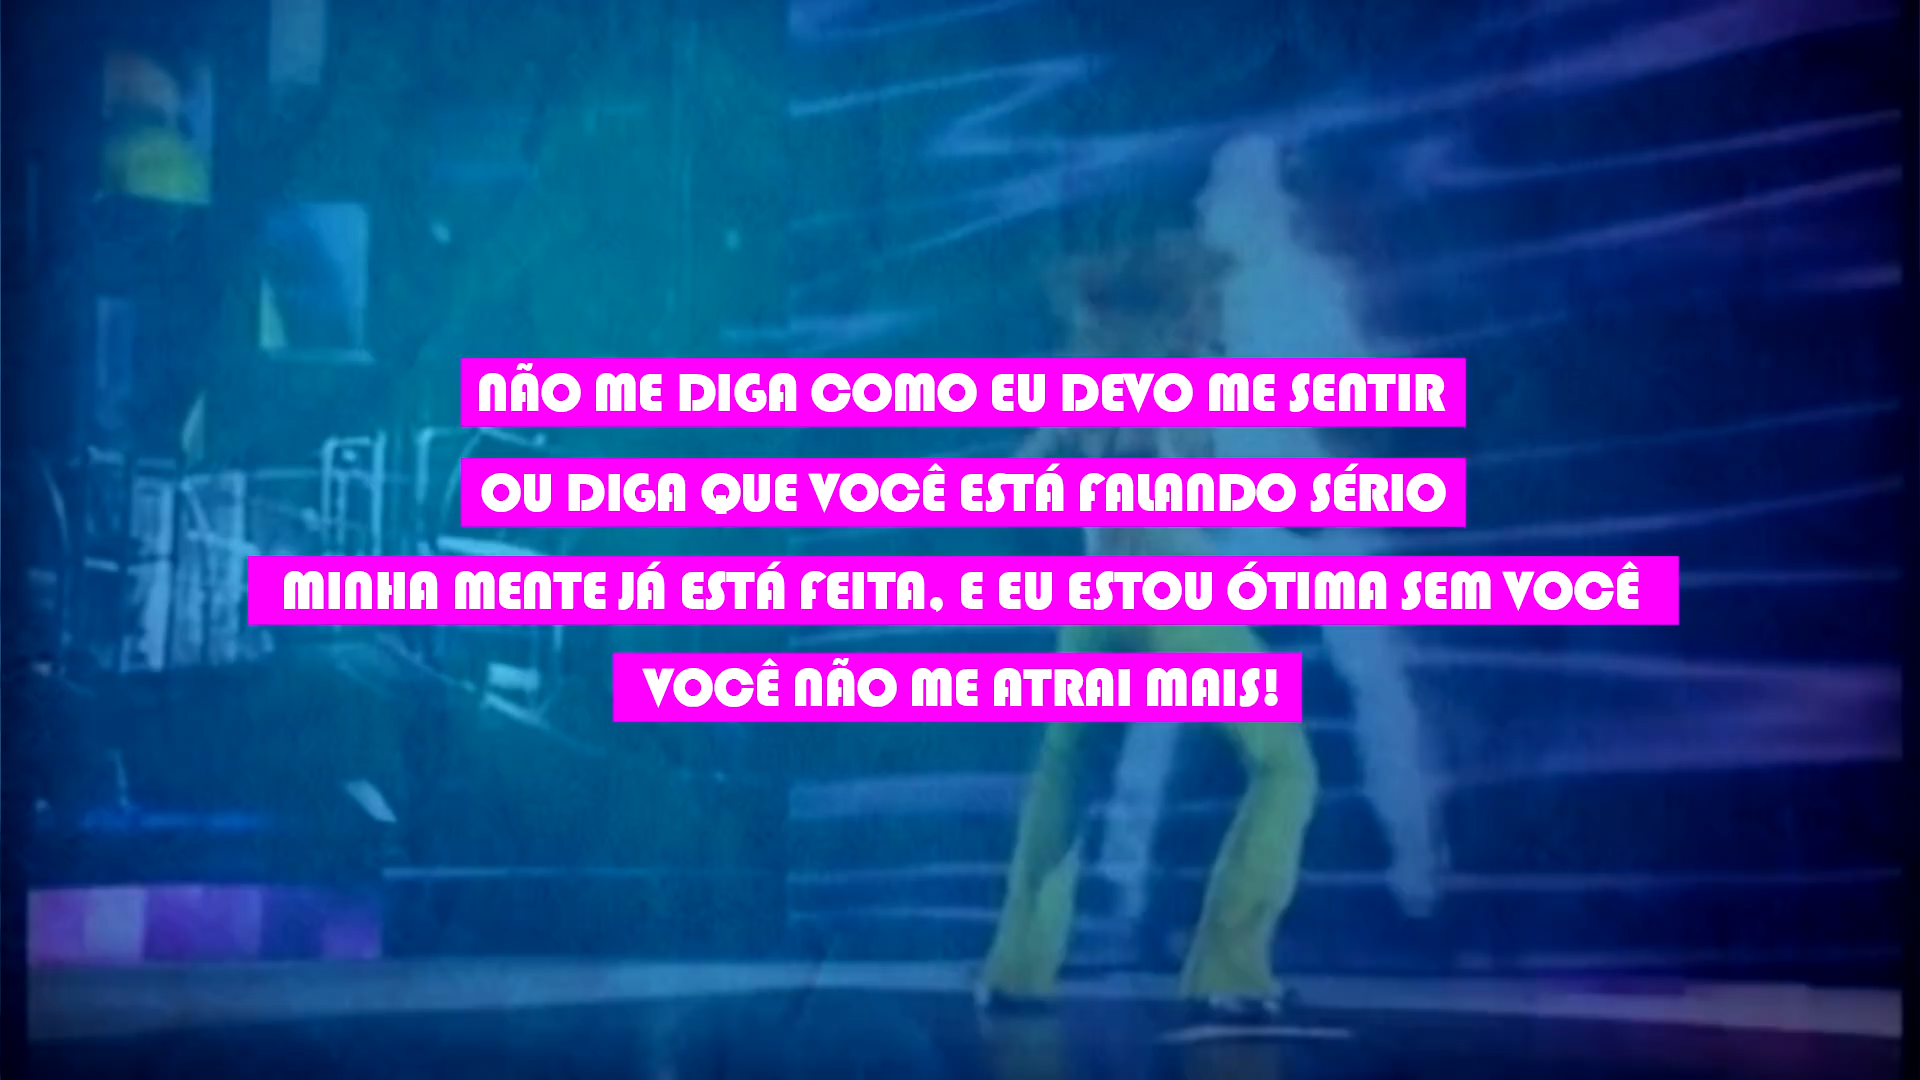 NÃO ME DIGA COMO EU DEVO ME SENTIR
OU DIGA QUE VOCÊ ESTÁ FALANDO SÉRIO
MINHA MENTE JÁ ESTÁ FEITA, E EU ESTOU ÓTIMA SEM VOCÊ
VOCÊ NÃO ME ATRAI MAIS!